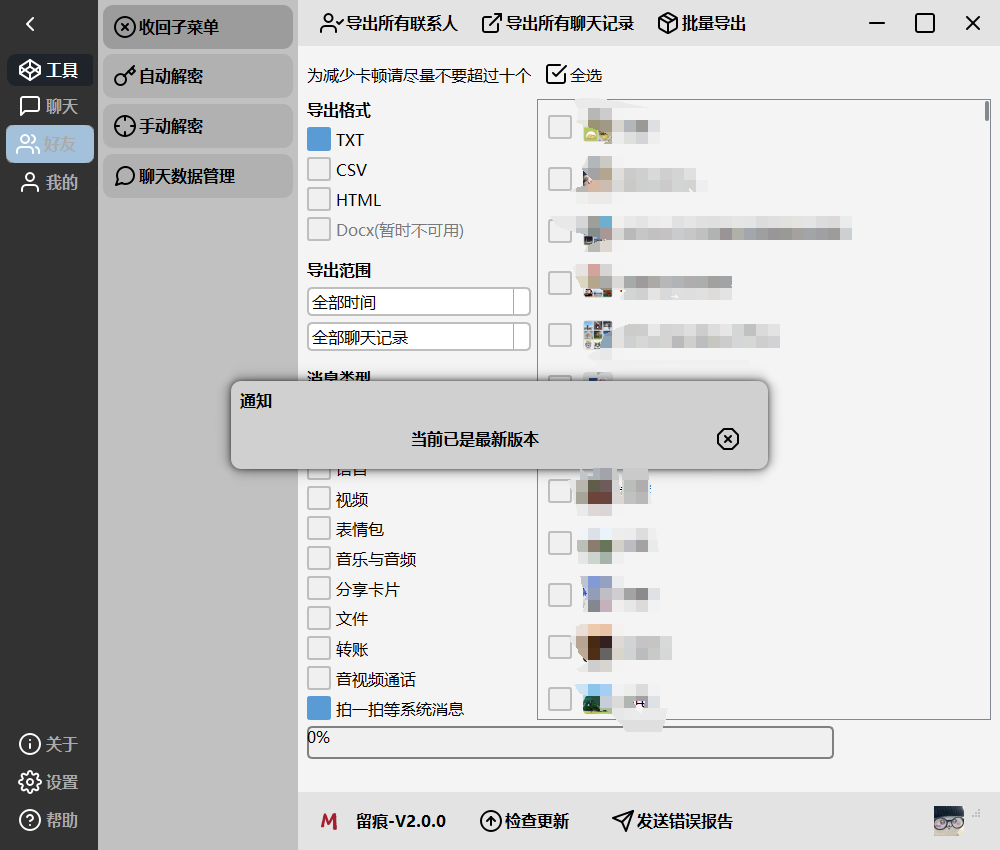 导出所有联系人 导出所有聊天记录 批量导出
工具
聊天
好友
我的
关于
设置
帮助
收回子菜单
自动解密
手动解密
聊天数据管理
为减少卡顿请尽量不要超过十个 全选
导出格式
TXT
CSV
HTML
Docx(暂时不可用)
导出范围
全部时间
全部聊天记录
消息类型
通知
当前已是最新版本
语音
视频
表情包
音乐与音频
分享卡片
文件
转账
音视频通话
拍一拍等系统消息
0%
留痕-V2.0.0 检查更新 发送错误报告